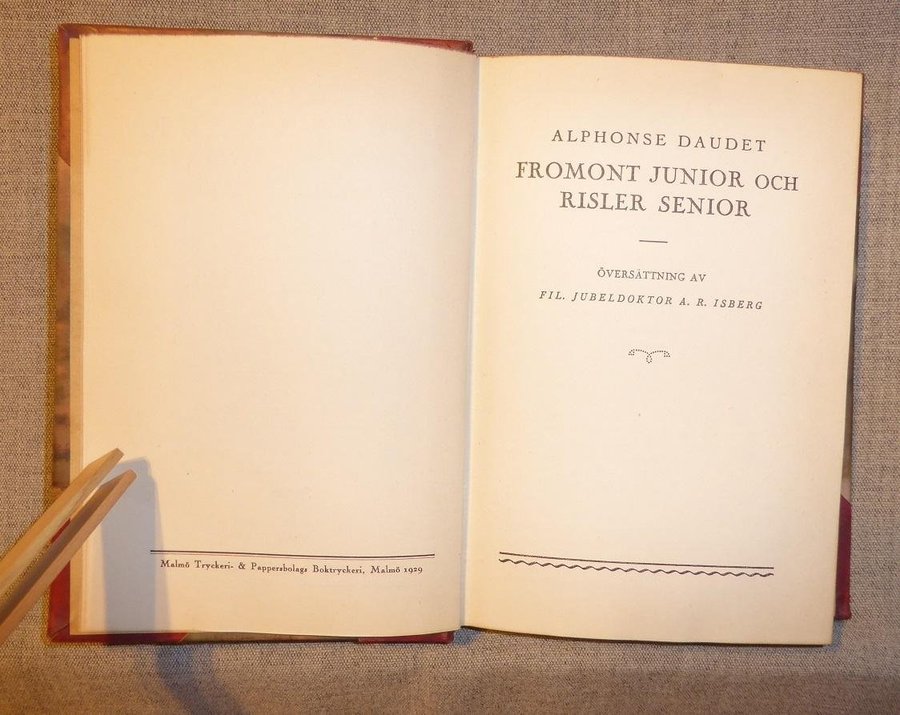 Malmö Tryckeri- & Pappersbolags Boktryckeri, Malmö 1929
ALPHONSE DAUDET
FROMONT JUNIOR OCH
RISLER SENIOR
ÖVERSÄTTNING AV
FIL. JUBELDOKTOR A. R. ISBERG